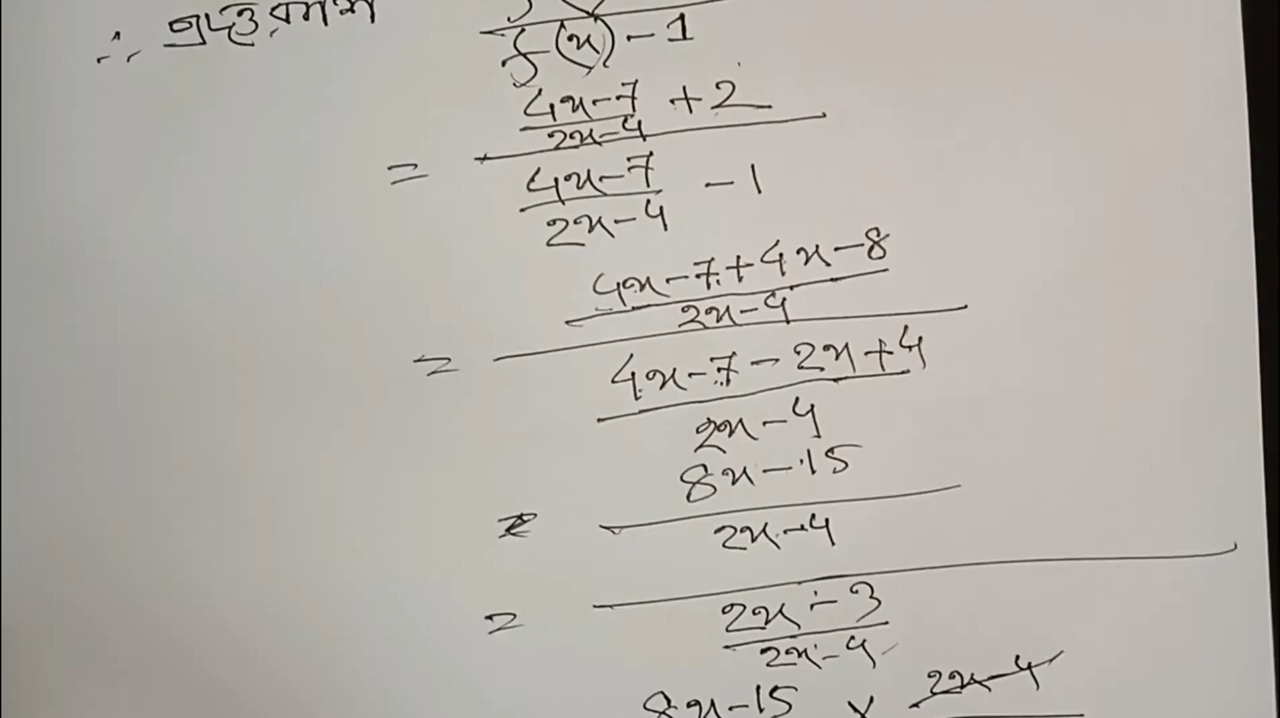 ∴ প্রদত্ত রাশি
f(x) - 1
4x-7 + 2
2x-4
=
4x-7 - 1
2x-4
4x-7+4x-8
2x-4
=
4x-7-2x+4
2x-4
8x-15
2x-4
=
2x-3
2x-4
8x-15 × 2x-4